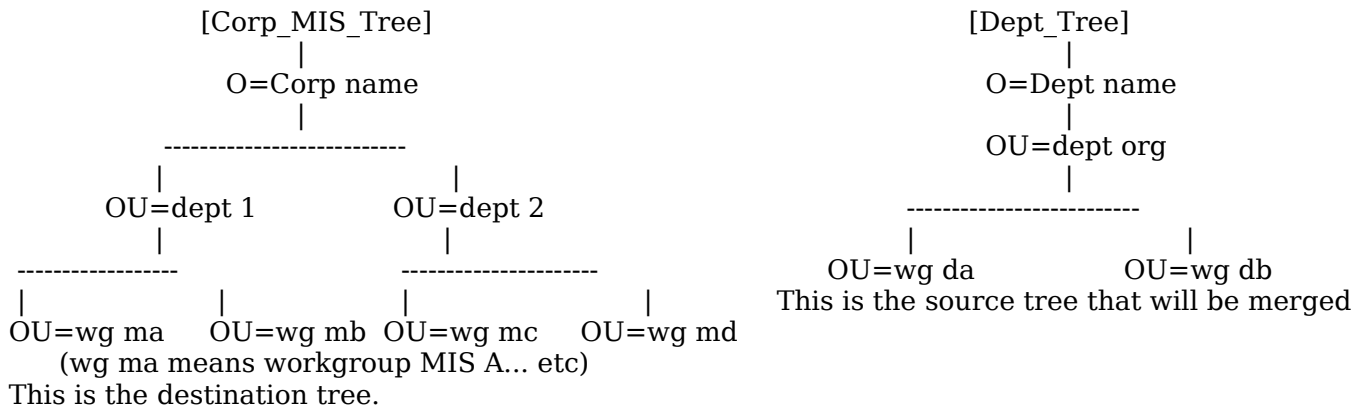 [Corp_MIS_Tree]
|
O=Corp name
|
---------------------------
| |
OU=dept 1 OU=dept 2
| |
------------------ ----------------------
| | | |
OU=wg ma OU=wg mb OU=wg mc OU=wg md
(wg ma means workgroup MIS A... etc)
This is the destination tree.
[Dept_Tree]
|
O=Dept name
|
OU=dept org
|
--------------------------
| |
OU=wg da OU=wg db
This is the source tree that will be merged